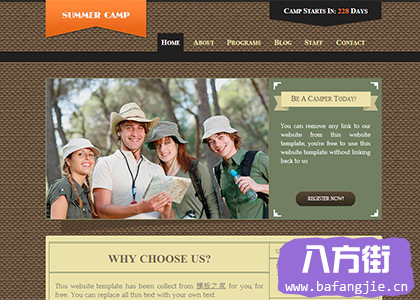 SUMMER CAMP
CAMP STARTS IN: 228 DAYS
HOME ABOUT PROGRAMS BLOG STAFF CONTACT
BE A CAMPER TODAY!
You can remove any link to our
website from this website
template, you're free to use this
website template without linking
back to us
REGISTER NOW!
WHY CHOOSE US?
This website template has been collect from 模板之家 for you, for
free. You can replace all this text with your own text.
八方街
www.bafangjie.cn